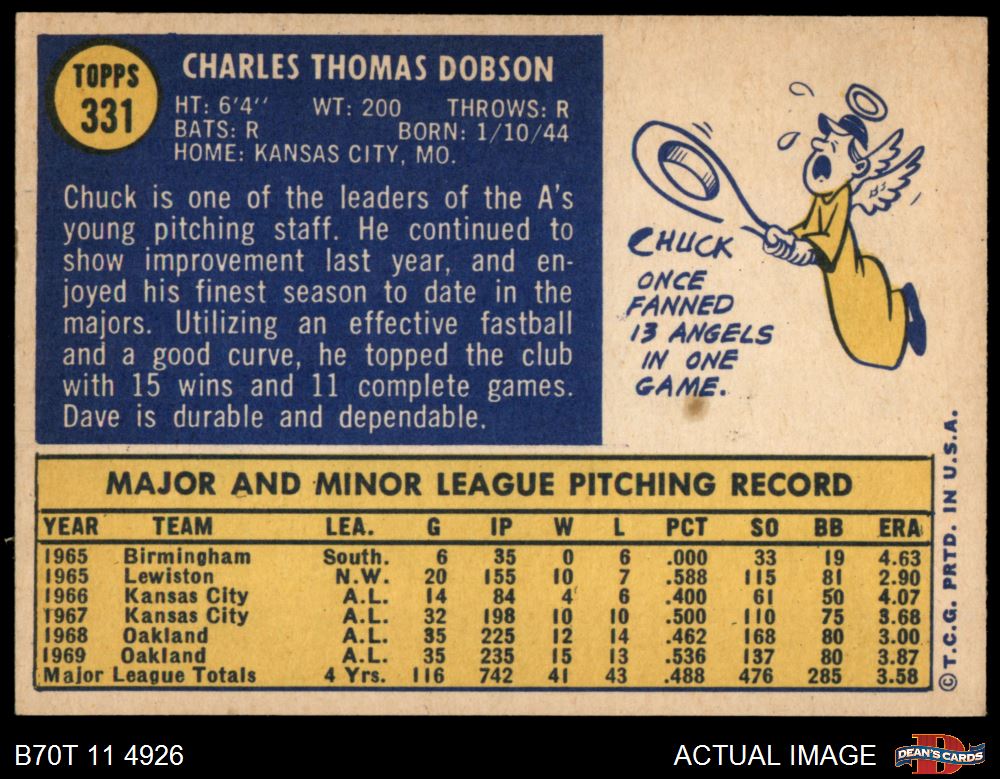 TOPPS
331
CHARLES THOMAS DOBSON
HT: 6'4'' WT: 200 THROWS: R
BATS: R BORN: 1/10/44
HOME: KANSAS CITY, MO.
Chuck is one of the leaders of the A's
young pitching staff. He continued to
show improvement last year, and en-
joyed his finest season to date in the
majors. Utilizing an effective fastball
and a good curve, he topped the club
with 15 wins and 11 complete games.
Dave is durable and dependable.
CHUCK
ONCE
FANNED
13 ANGELS
IN ONE
GAME.
MAJOR AND MINOR LEAGUE PITCHING RECORD
YEAR TEAM LEA. G IP W L PCT SO BB ERA
1965 Birmingham South. 6 35 0 6 .000 33 19 4.63
1965 Lewiston N.W. 20 155 10 7 .588 115 81 2.90
1966 Kansas City A.L. 14 84 4 6 .400 61 50 4.07
1967 Kansas City A.L. 32 198 10 10 .500 110 75 3.68
1968 Oakland A.L. 35 225 12 14 .462 168 80 3.00
1969 Oakland A.L. 35 235 15 13 .536 137 80 3.87
Major League Totals 4 Yrs. 116 742 41 43 .488 476 285 3.58
© T.C.G. PRTD. IN U.S.A.
B70T 11 4926
ACTUAL IMAGE
D
DEAN'S CARDS